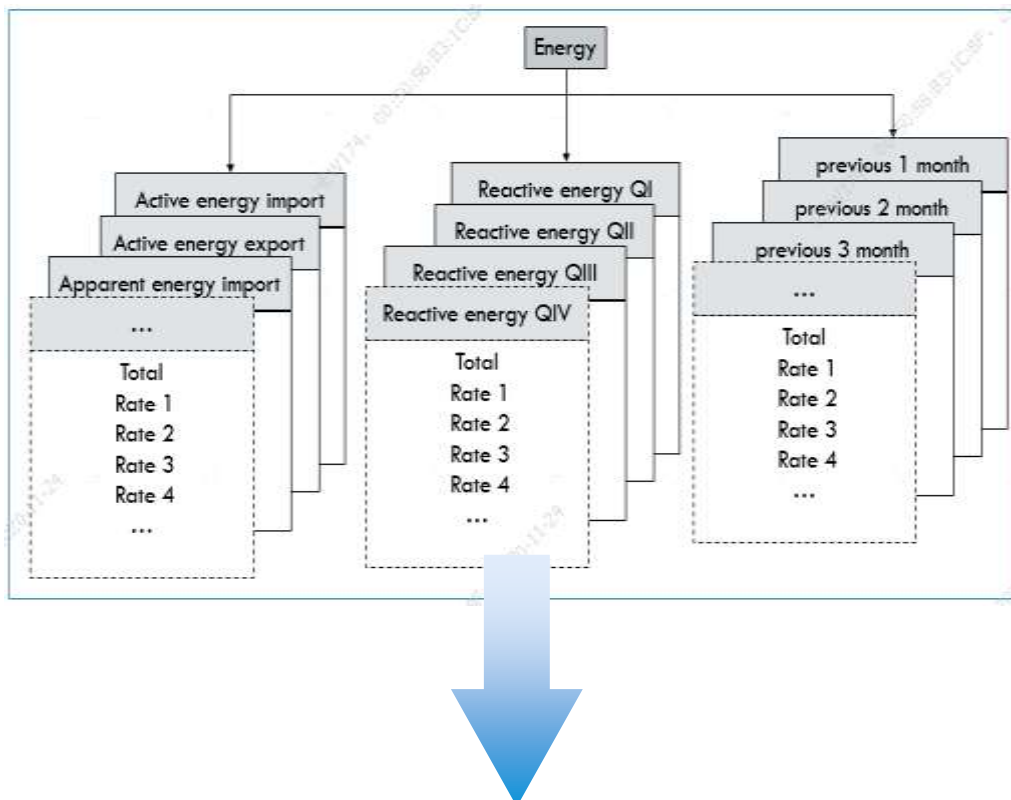 Energy
Active energy import
Active energy export
Apparent energy import
...
Total
Rate 1
Rate 2
Rate 3
Rate 4
...
Reactive energy QI
Reactive energy QII
Reactive energy QIII
Reactive energy QIV
Total
Rate 1
Rate 2
Rate 3
Rate 4
...
previous 1 month
previous 2 month
previous 3 month
...
Total
Rate 1
Rate 2
Rate 3
Rate 4
...